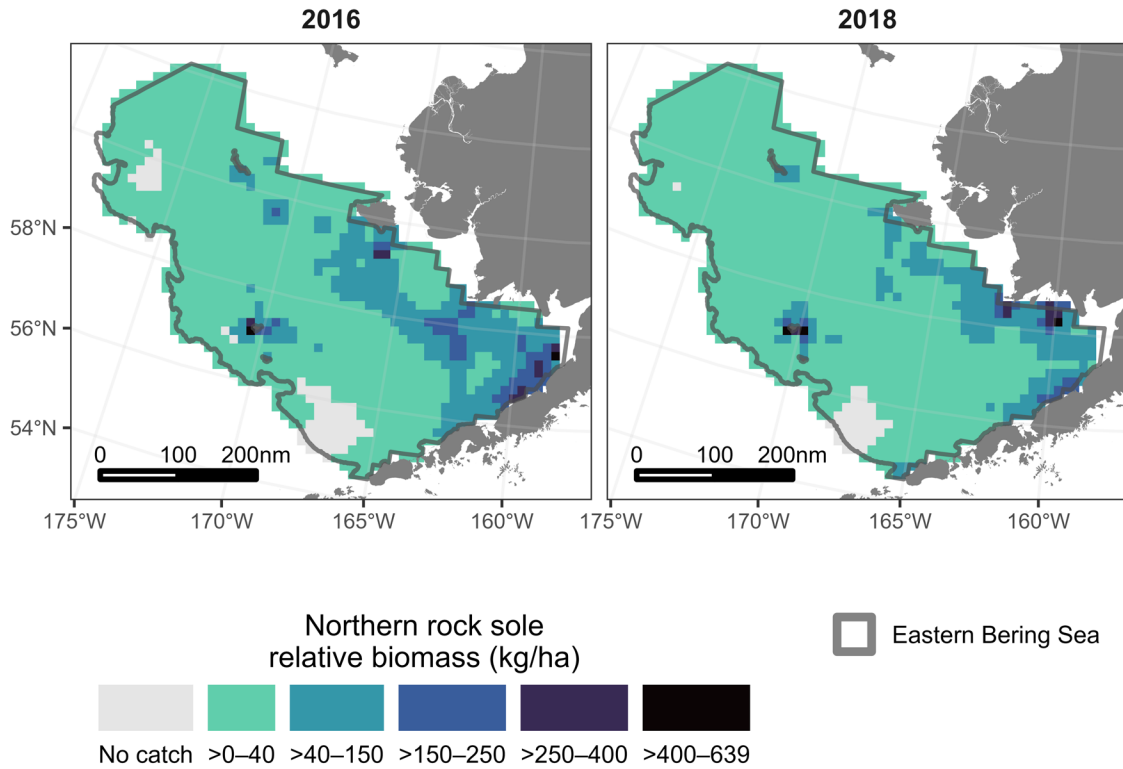 2016
2018
58°N
56°N
54°N
0 100 200nm
0 100 200nm
175°W 170°W 165°W 160°W 175°W 170°W 165°W 160°W
Northern rock sole
relative biomass (kg/ha)
Eastern Bering Sea
No catch >0–40 >40–150 >150–250 >250–400 >400–639